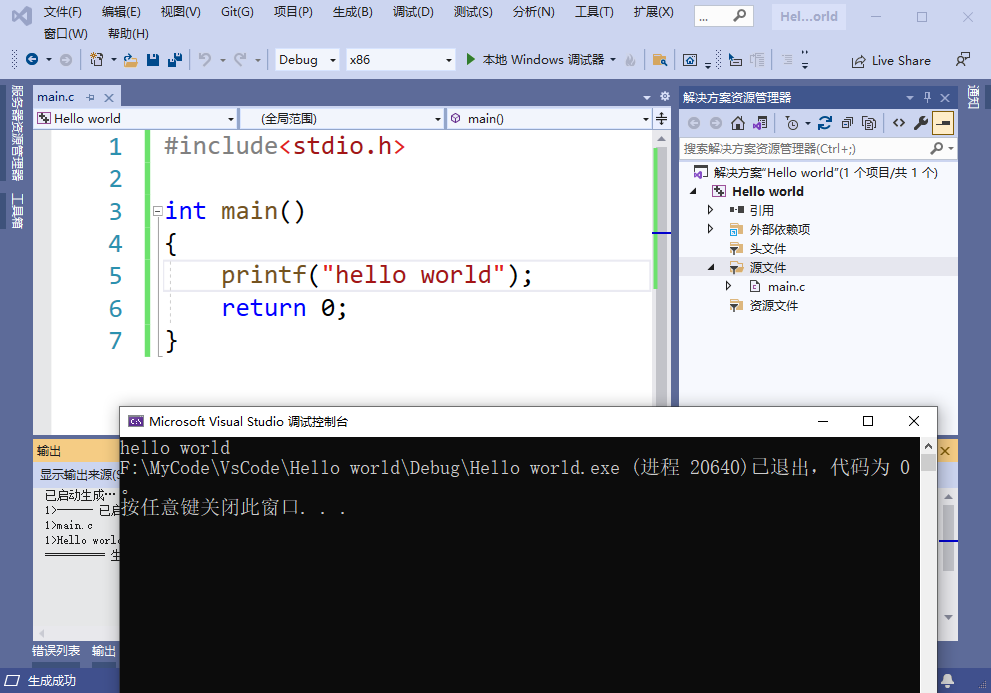 文件(F) 编辑(E) 视图(V) Git(G) 项目(P) 生成(B) 调试(D) 测试(S) 分析(N) 工具(T) 扩展(X) ... Hel...orld
窗口(W) 帮助(H)
Debug x86 本地 Windows 调试器 Live Share
服务器资源管理器
工具箱
main.c
Hello world (全局范围) main()
1 #include<stdio.h>
2
3 int main()
4 {
5 printf("hello world");
6 return 0;
7 }
解决方案资源管理器
搜索解决方案资源管理器(Ctrl+;)
解决方案"Hello world"(1 个项目/共 1 个)
Hello world
引用
外部依赖项
头文件
源文件
main.c
资源文件
通知
输出
显示输出来源(S
已启动生成…
1>—— 已启
1>main.c
1>Hello world
========== 生
Microsoft Visual Studio 调试控制台
hello world
F:\MyCode\VsCode\Hello world\Debug\Hello world.exe (进程 20640)已退出，代码为 0
。
按任意键关闭此窗口. . .
错误列表 输出
生成成功